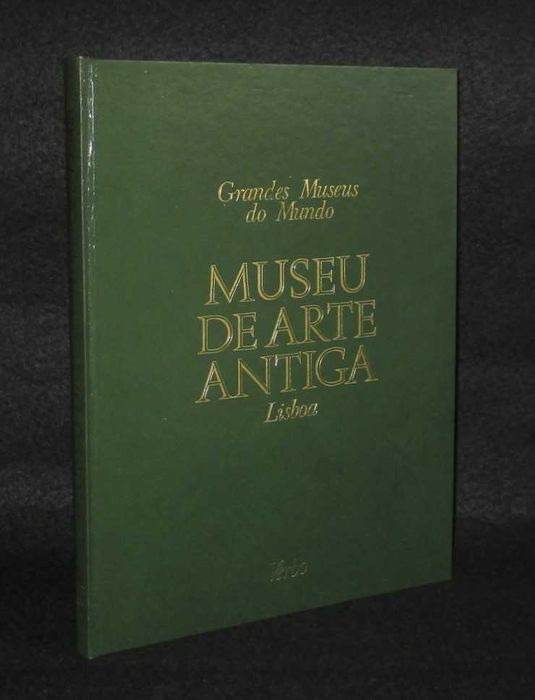 Grandes Museus
do Mundo
MUSEU
DE ARTE
ANTIGA
Lisboa
Verbo